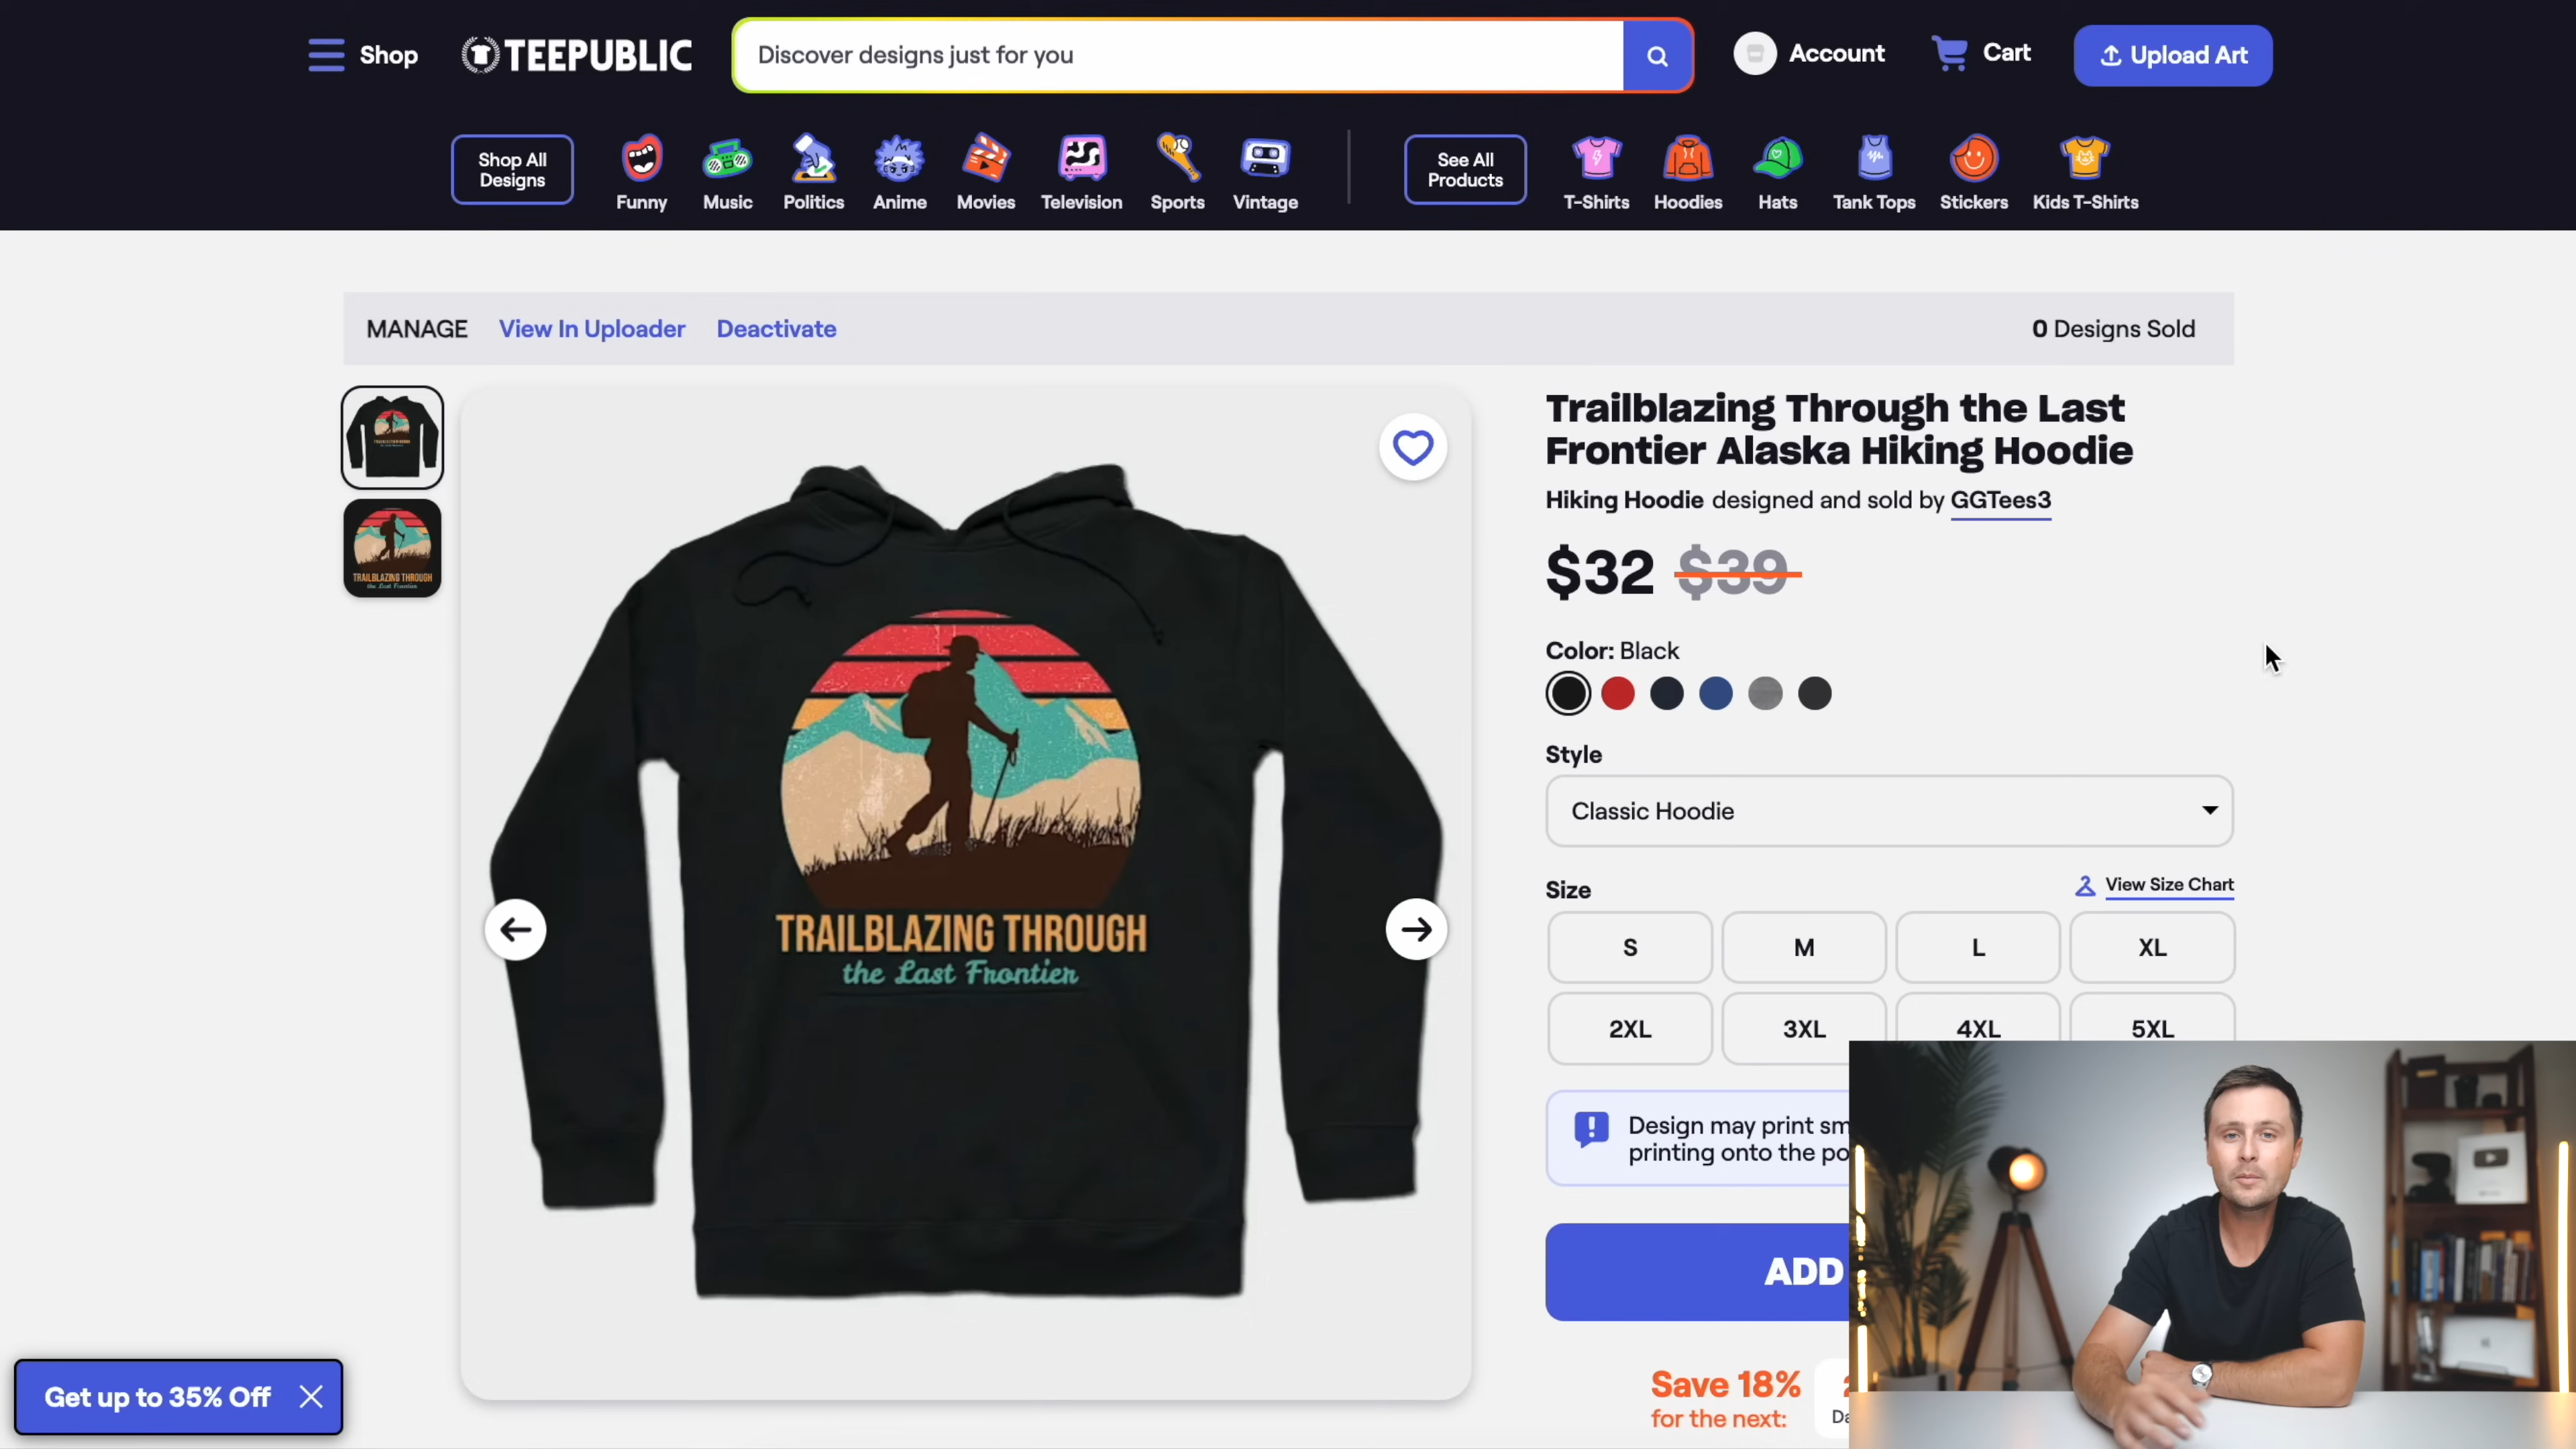 Shop
TEEPUBLIC
Discover designs just for you
Account
Cart
Upload Art
Shop All
Designs
Funny
Music
Politics
Anime
Movies
Television
Sports
Vintage
See All
Products
T-Shirts
Hoodies
Hats
Tank Tops
Stickers
Kids T-Shirts
MANAGE
View In Uploader
Deactivate
0 Designs Sold
Trailblazing Through the Last
Frontier Alaska Hiking Hoodie
Hiking Hoodie designed and sold by GGTees3
$32 $39
Color: Black
Style
Classic Hoodie
Size
View Size Chart
S
M
L
XL
2XL
3XL
4XL
5XL
Design may print sm
printing onto the po
ADD
Save 18%
for the next:
TRAILBLAZING THROUGH
the Last Frontier
TRAILBLAZING THROUGH
the Last Frontier
Get up to 35% Off